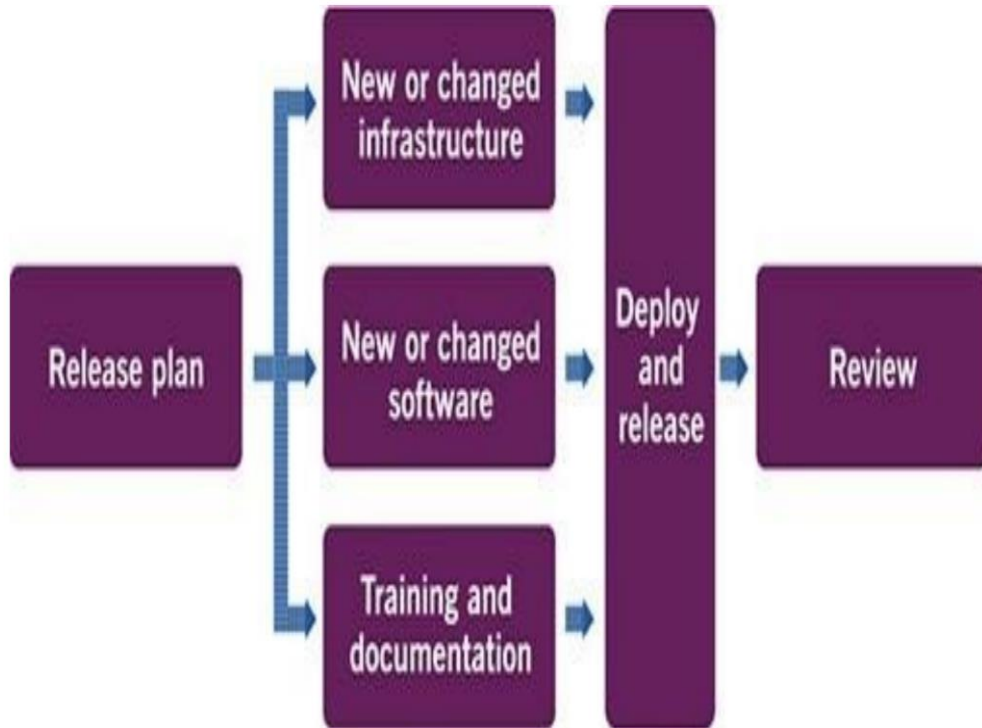 Release plan
New or changed
infrastructure
New or changed
software
Training and
documentation
Deploy
and
release
Review